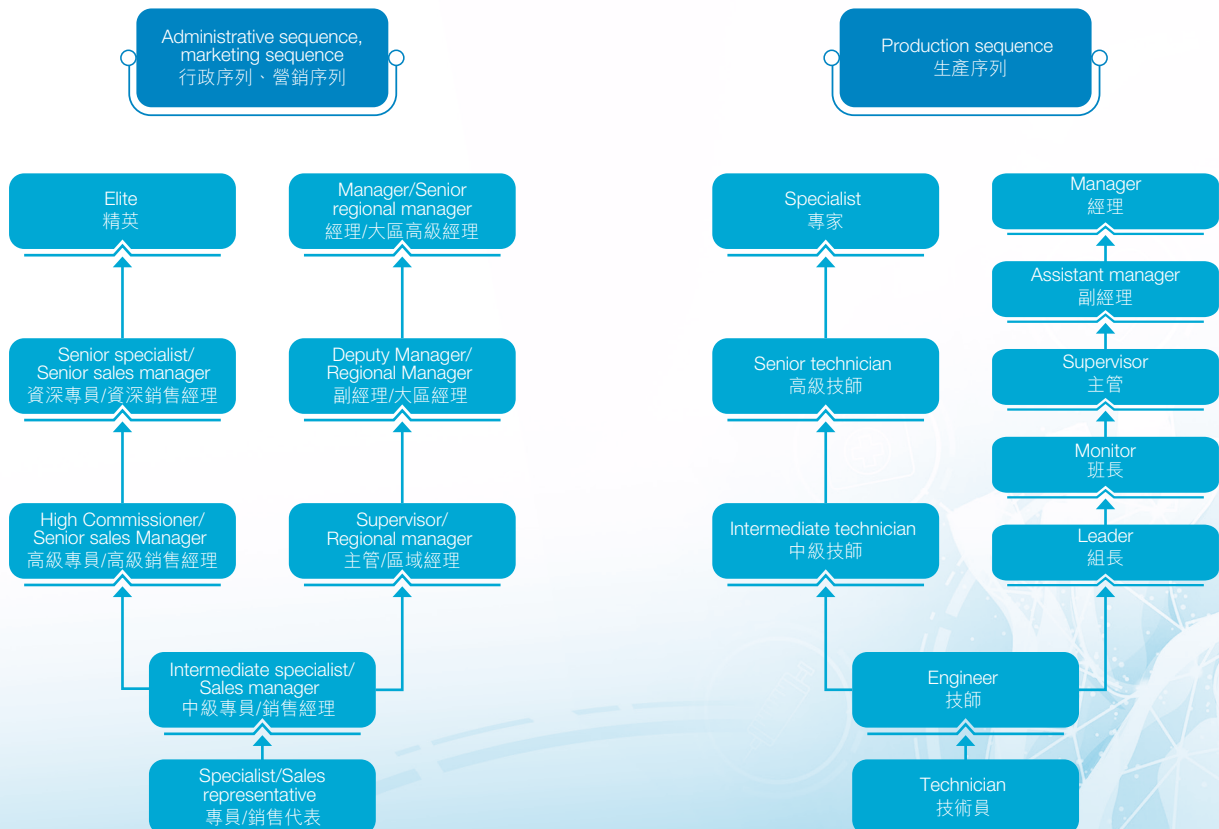 Administrative sequence,
marketing sequence
行政序列、營銷序列
Elite
精英
Manager/Senior
regional manager
經理/大區高級經理
Senior specialist/
Senior sales manager
資深專員/資深銷售經理
Deputy Manager/
Regional Manager
副經理/大區經理
High Commissioner/
Senior sales Manager
高級專員/高級銷售經理
Supervisor/
Regional manager
主管/區域經理
Intermediate specialist/
Sales manager
中級專員/銷售經理
Specialist/Sales
representative
專員/銷售代表
Production sequence
生產序列
Specialist
專家
Manager
經理
Assistant manager
副經理
Senior technician
高級技師
Supervisor
主管
Monitor
班長
Intermediate technician
中級技師
Leader
組長
Engineer
技師
Technician
技術員